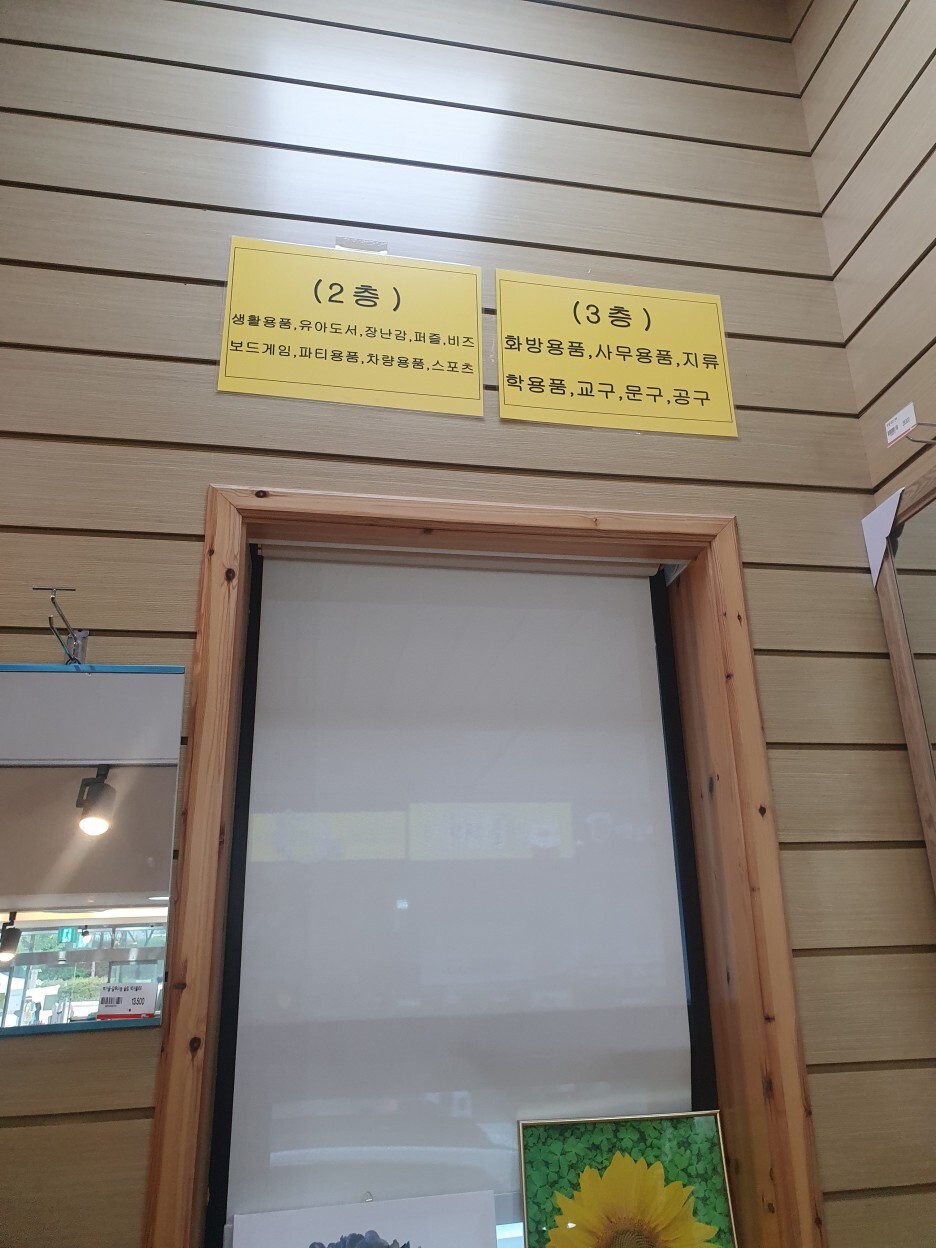 (2층)
생활용품,유아도서,장난감,퍼즐,비즈
보드게임,파티용품,차량용품,스포츠
(3층)
화방용품,사무용품,지류
학용품,교구,문구,공구
13,500